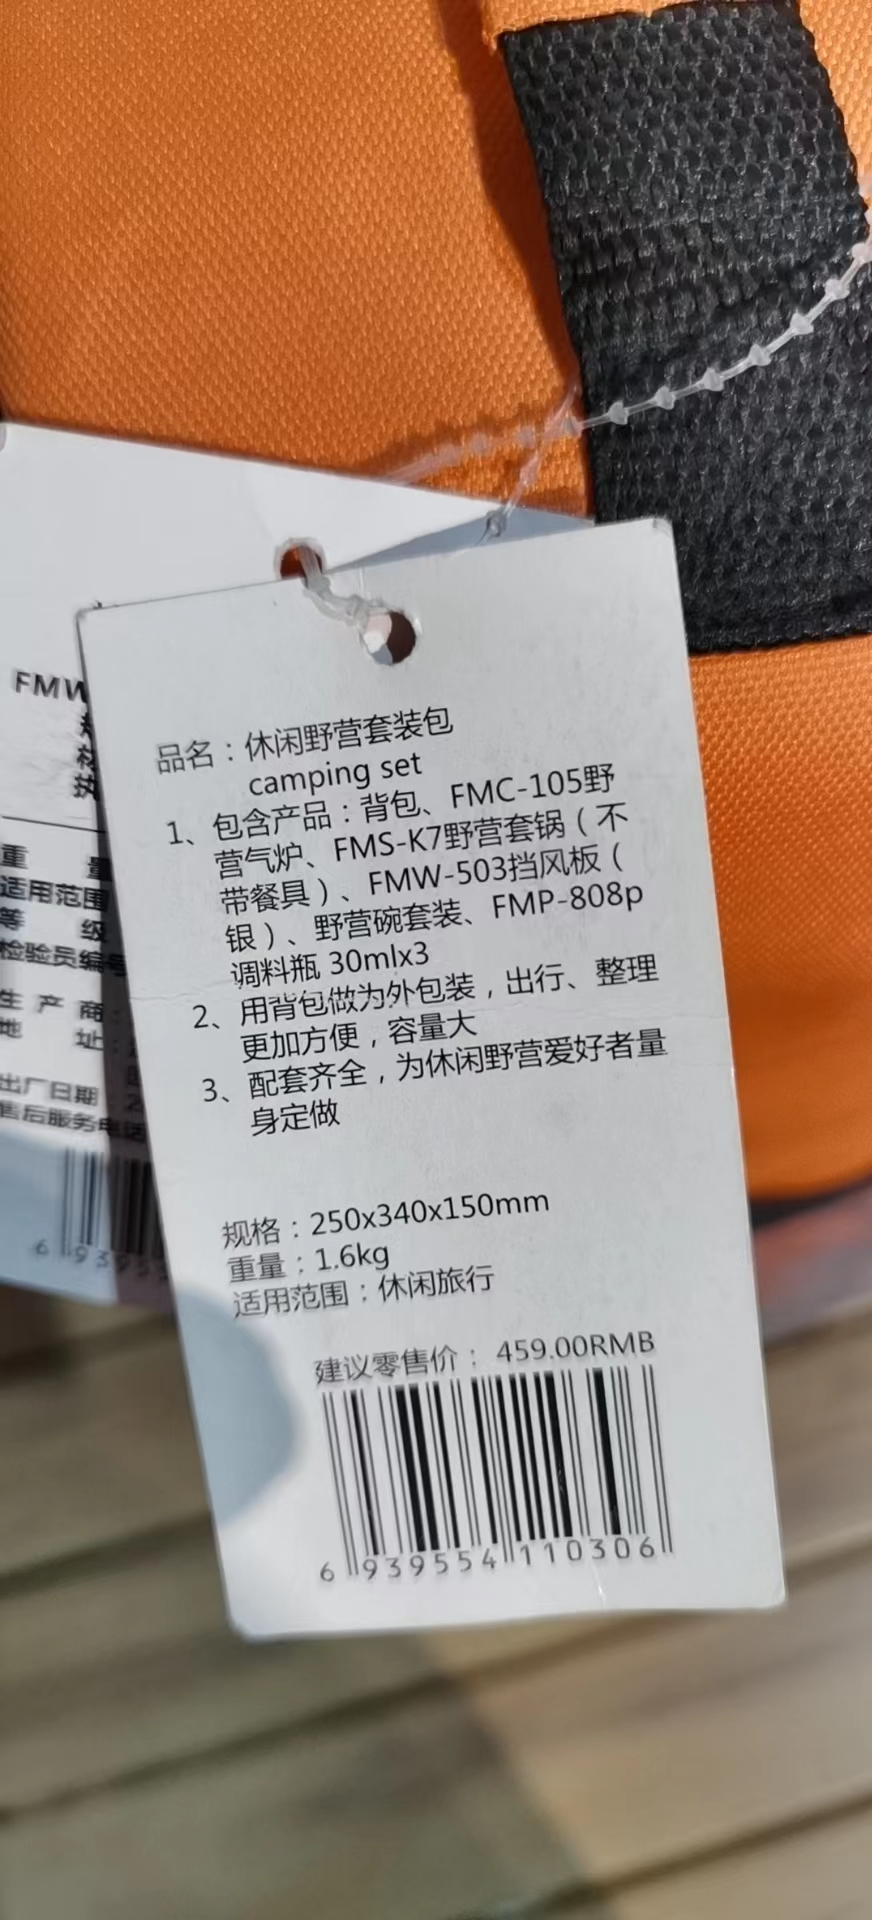 品名：休闲野营套装包
camping set
1、包含产品：背包、FMC-105野
营气炉、FMS-K7野营套锅（不
带餐具）、FMW-503挡风板（
银）、野营碗套装、FMP-808p
调料瓶 30mlx3
2、用背包做为外包装，出行、整理
更加方便，容量大
3、配套齐全，为休闲野营爱好者量
身定做
规格：250x340x150mm
重量：1.6kg
适用范围：休闲旅行
建议零售价： 459.00RMB
6 939554 110306
FMW
执
重 量
适用范围
等 级
检验员编号
生 产 商：
地 址：
出厂日期：2
售后服务电话
6 9395